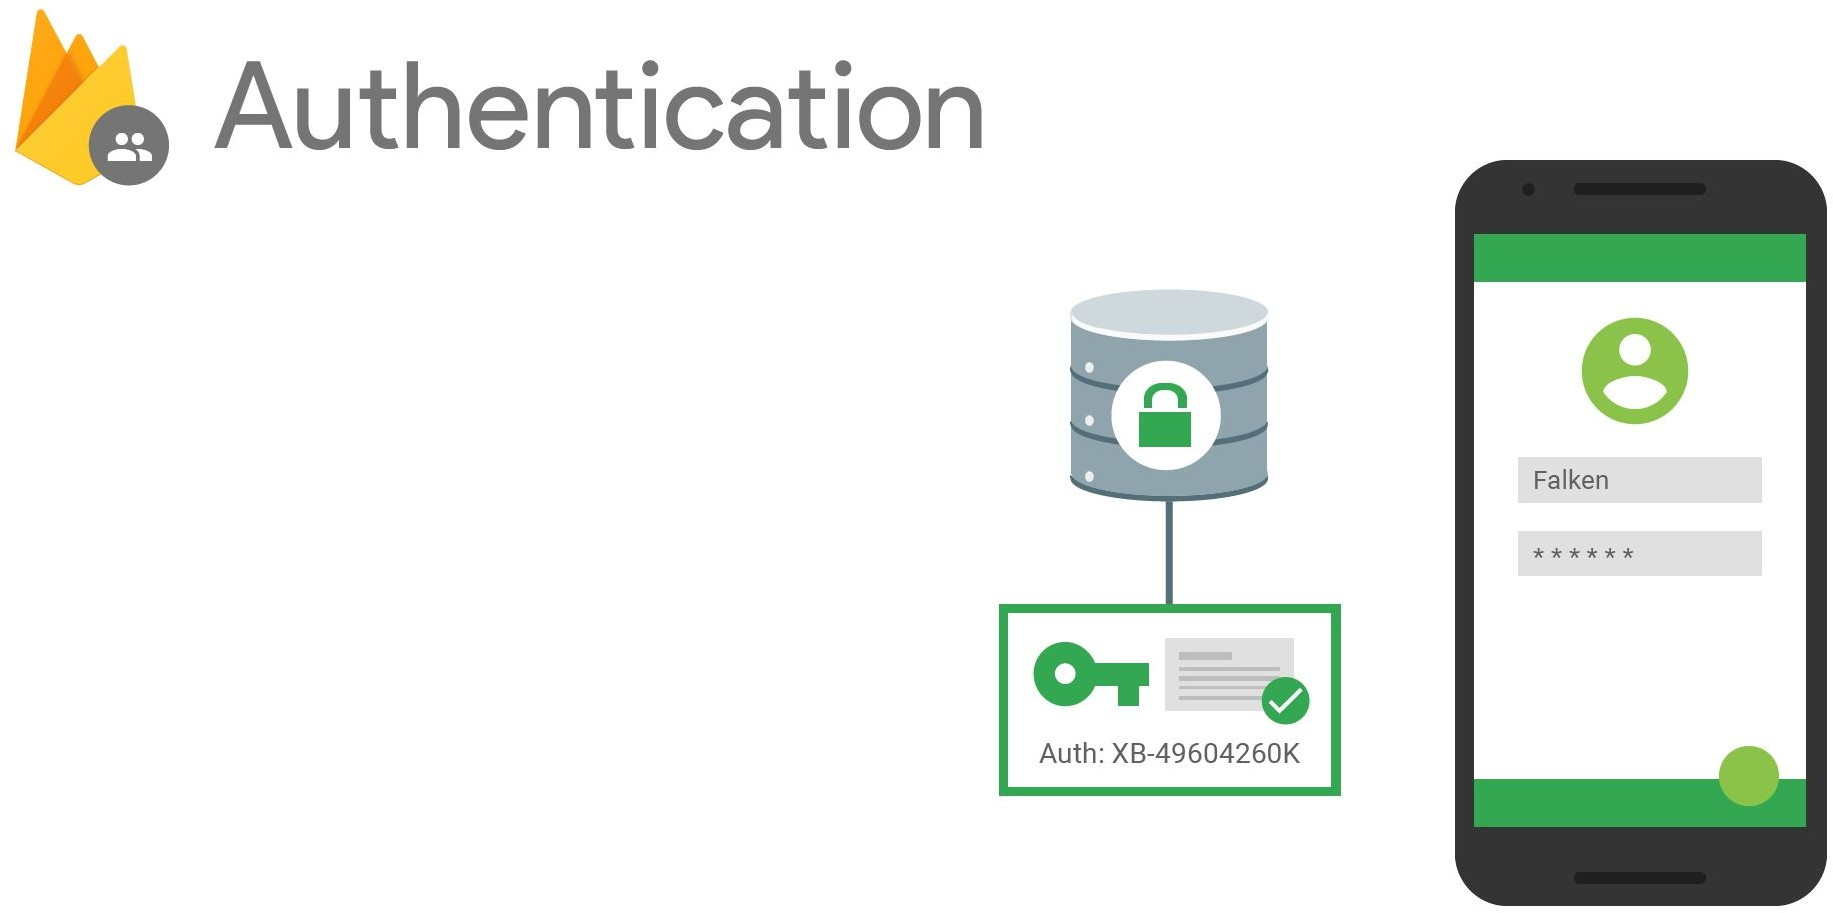 Authentication
Falken
* * * * * *
Auth: XB-49604260K